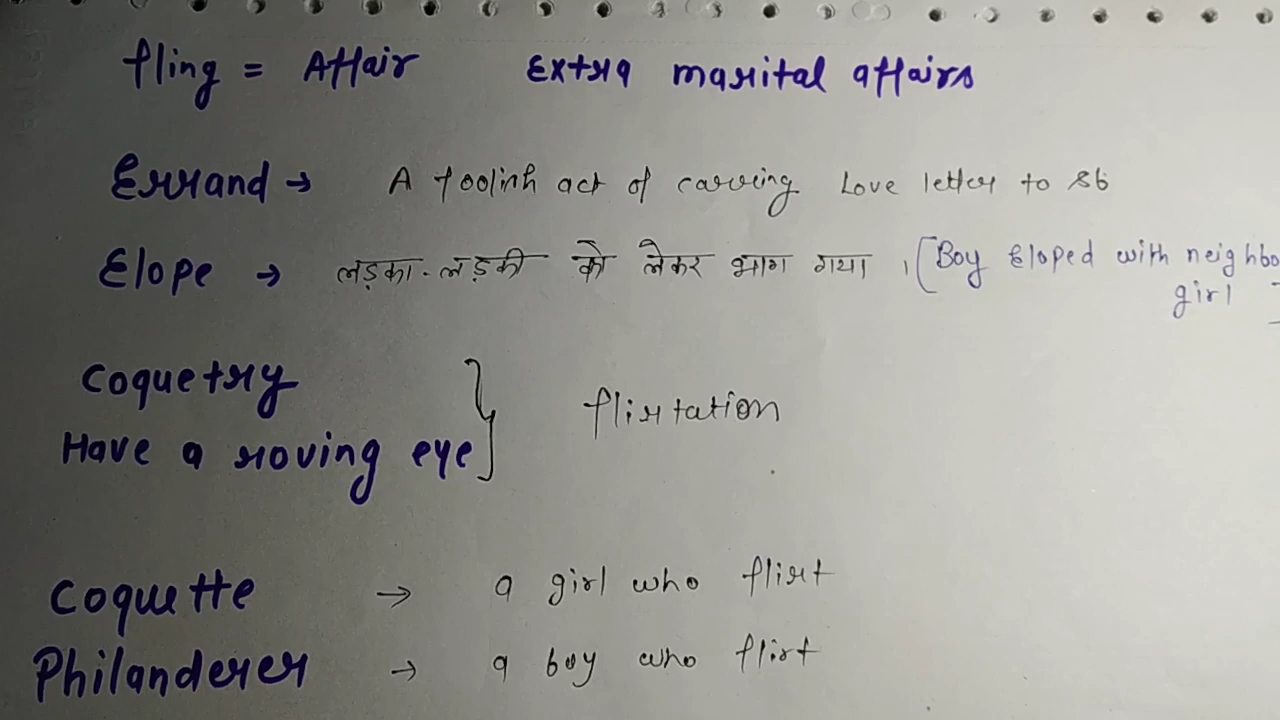 fling = Affair Extra marital affairs
Errand → A foolish act of carring Love letter to sb
Elope → लड़का - लड़की को लेकर भाग गया । [Boy Eloped with neighbo
girl ]
Coquetry
Have a roving eye } flirtation
Coquette → a girl who flirt
Philanderer → a boy who flirt